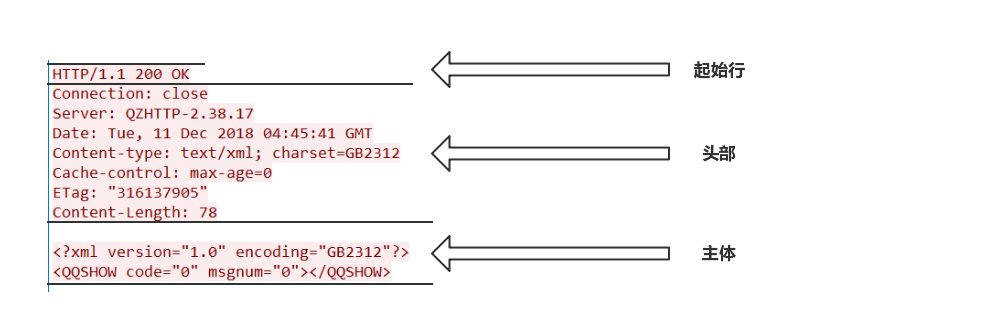 HTTP/1.1 200 OK
起始行
Connection: close
Server: QZHTTP-2.38.17
Date: Tue, 11 Dec 2018 04:45:41 GMT
Content-type: text/xml; charset=GB2312
头部
Cache-control: max-age=0
ETag: "316137905"
Content-Length: 78
<?xml version="1.0" encoding="GB2312"?>
主体
<QQSHOW code="0" msgnum="0"></QQSHOW>